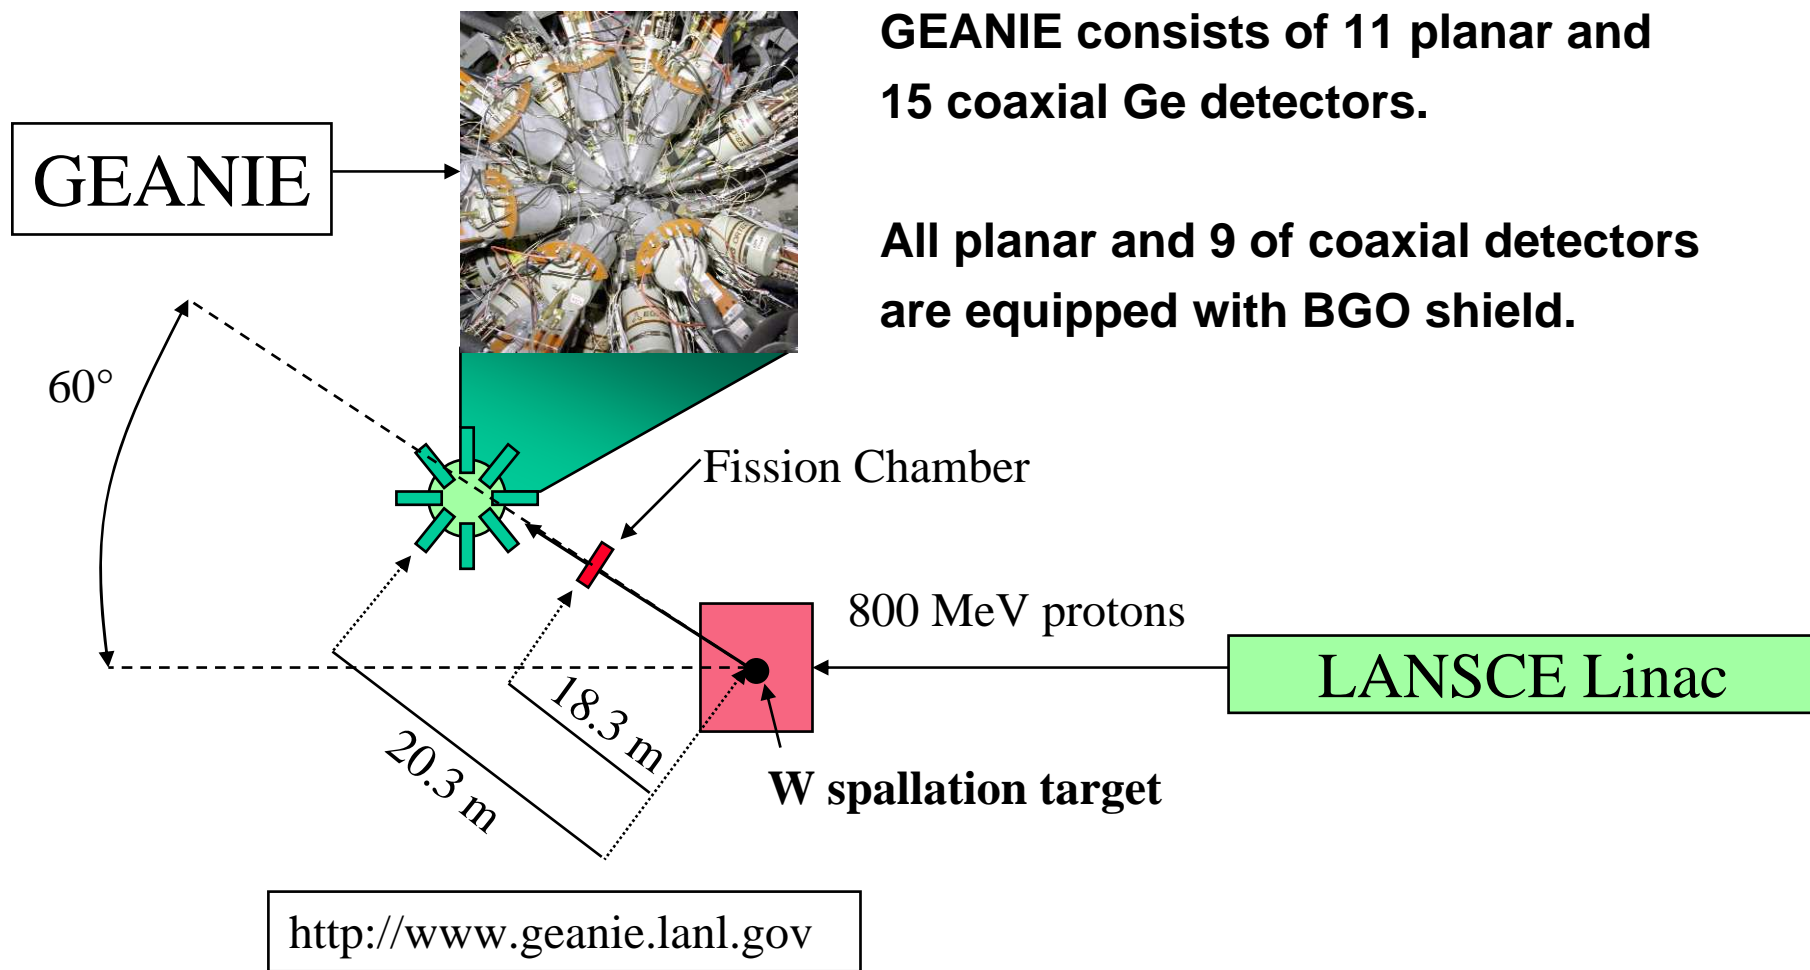 GEANIE consists of 11 planar and
15 coaxial Ge detectors.
GEANIE
All planar and 9 of coaxial detectors
are equipped with BGO shield.
60°
Fission Chamber
800 MeV protons
LANSCE Linac
18.3 m
20.3 m
W spallation target
http://www.geanie.lanl.gov